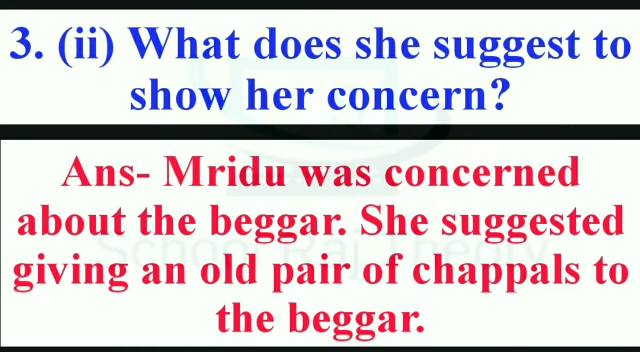 3. (ii) What does she suggest to
show her concern?
Ans- Mridu was concerned
about the beggar. She suggested
giving an old pair of chappals to
the beggar.